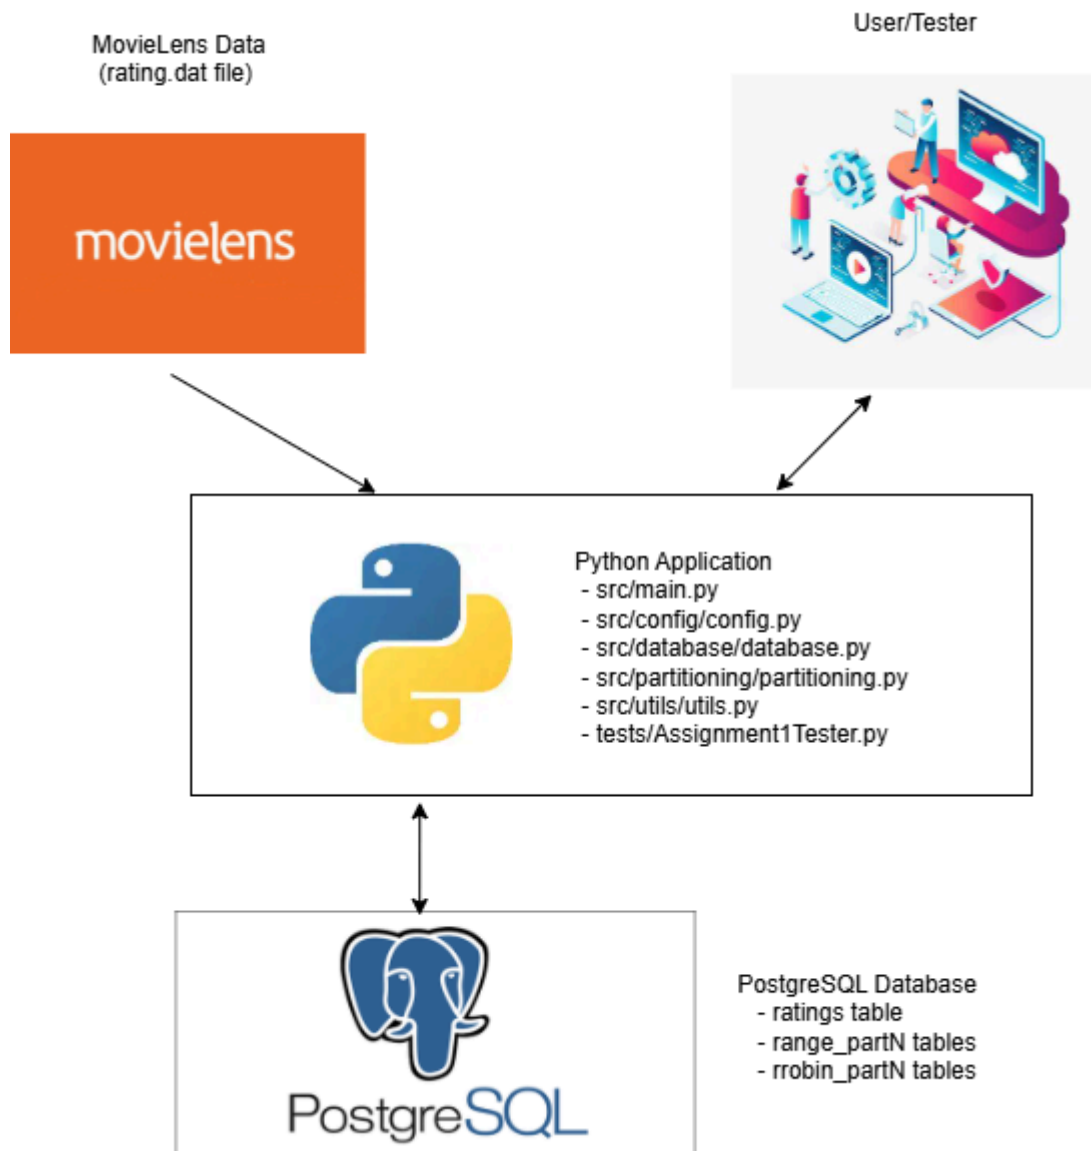 MovieLens Data
(rating.dat file)
User/Tester
movielens
Python Application
- src/main.py
- src/config/config.py
- src/database/database.py
- src/partitioning/partitioning.py
- src/utils/utils.py
- tests/Assignment1Tester.py
PostgreSQL
PostgreSQL Database
- ratings table
- range_partN tables
- rrobin_partN tables